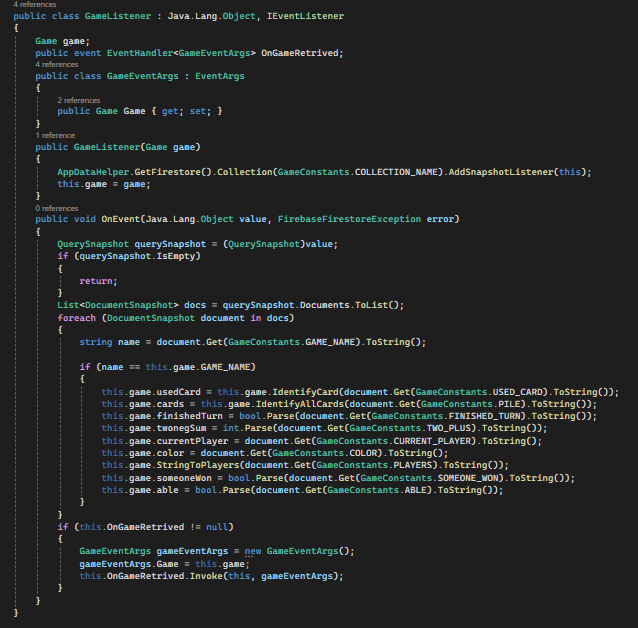 4 references
public class GameListener : Java.Lang.Object, IEventListener
{
Game game;
public event EventHandler<GameEventArgs> OnGameRetrived;
4 references
public class GameEventArgs : EventArgs
{
2 references
public Game Game { get; set; }
}
1 reference
public GameListener(Game game)
{
AppDataHelper.GetFirestore().Collection(GameConstants.COLLECTION_NAME).AddSnapshotListener(this);
this.game = game;
}
0 references
public void OnEvent(Java.Lang.Object value, FirebaseFirestoreException error)
{
QuerySnapshot querySnapshot = (QuerySnapshot)value;
if (querySnapshot.IsEmpty)
{
return;
}
List<DocumentSnapshot> docs = querySnapshot.Documents.ToList();
foreach (DocumentSnapshot document in docs)
{
string name = document.Get(GameConstants.GAME_NAME).ToString();
if (name == this.game.GAME_NAME)
{
this.game.usedCard = this.game.IdentifyCard(document.Get(GameConstants.USED_CARD).ToString());
this.game.cards = this.game.IdentifyAllCards(document.Get(GameConstants.PILE).ToString());
this.game.finishedTurn = bool.Parse(document.Get(GameConstants.FINISHED_TURN).ToString());
this.game.twonegSum = int.Parse(document.Get(GameConstants.TWO_PLUS).ToString());
this.game.currentPlayer = document.Get(GameConstants.CURRENT_PLAYER).ToString();
this.game.color = document.Get(GameConstants.COLOR).ToString();
this.game.StringToPlayers(document.Get(GameConstants.PLAYERS).ToString());
this.game.someoneWon = bool.Parse(document.Get(GameConstants.SOMEONE_WON).ToString());
this.game.able = bool.Parse(document.Get(GameConstants.ABLE).ToString());
}
}
if (this.OnGameRetrived != null)
{
GameEventArgs gameEventArgs = new GameEventArgs();
gameEventArgs.Game = this.game;
this.OnGameRetrived.Invoke(this, gameEventArgs);
}
}
}